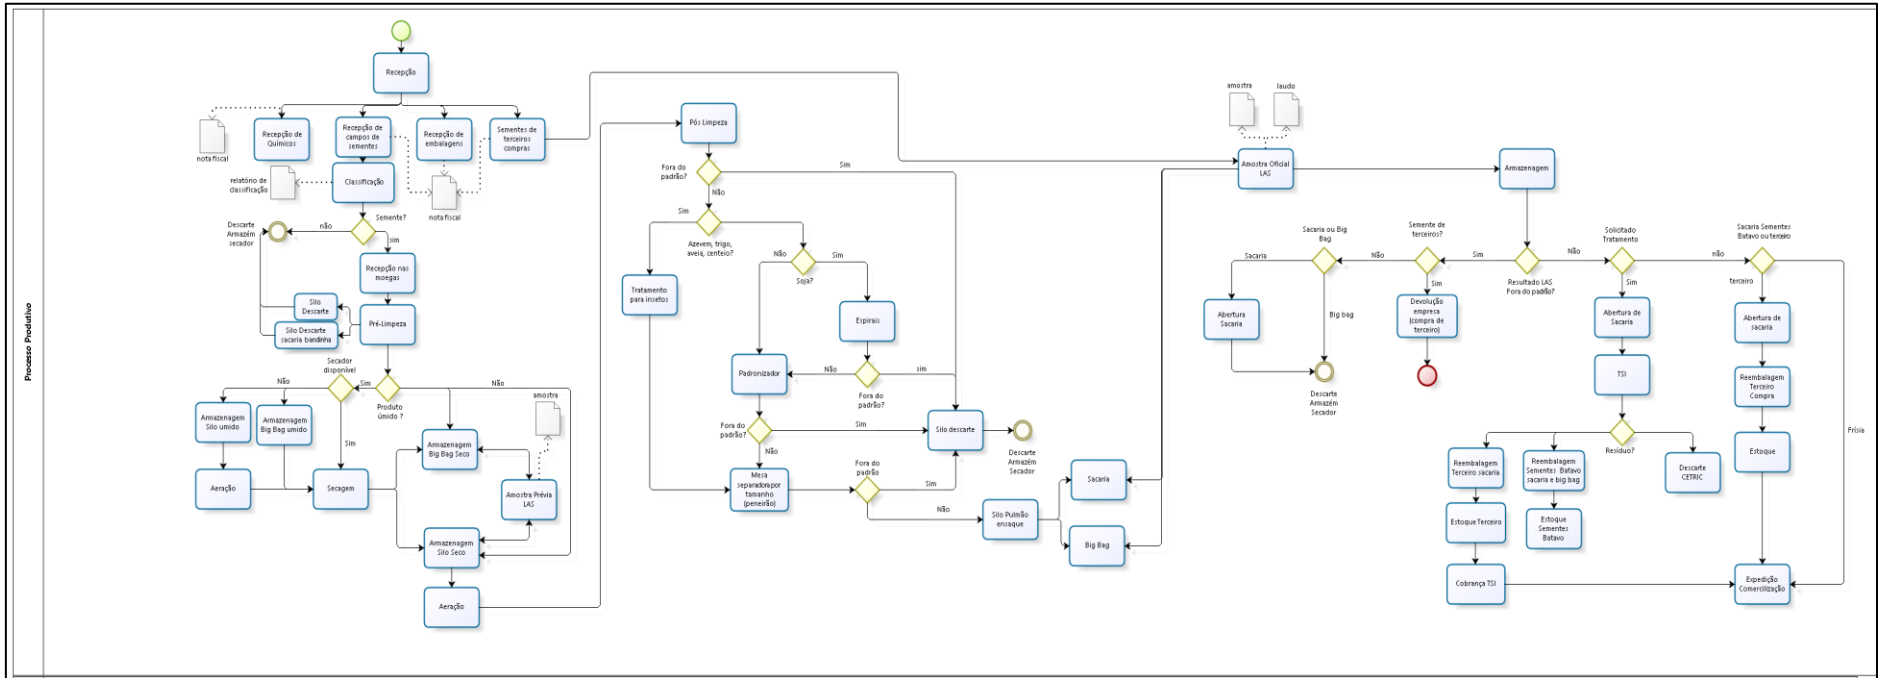 Processo Produtivo
Recepção
nota fiscal
Recepção de
Químicos
Recepção de
campos de
sementes
Recepção de
embalagens
Sementes de
terceiros
compras
relatório de
classificação
Classificação
nota fiscal
Semente?
não
sim
Descarte
Armazém
secador
Recepção nas
moegas
Silo
Descarte
Silo Descarte
sacaria bandinha
Pré-Limpeza
Secador
disponível
Não
Sim
Produto
úmido ?
Não
Sim
Armazenagem
Silo umido
Armazenagem
Big Bag umido
Aeração
Secagem
Armazenagem
Big Bag Seco
amostra
Amostra Prévia
LAS
Armazenagem
Silo Seco
Aeração
Pós Limpeza
Fora do
padrão?
Sim
Não
Sim
Azevem, trigo,
aveia, centeio?
Não
Sim
Soja?
Tratamento
para insetos
Espirais
Padronizador
Não
sim
Fora do
padrão?
Fora do
padrão?
Sim
Não
Silo descarte
Descarte
Armazém
Secador
Mesa
separadora por
tamanho
(peneirão)
Fora do
padrão
Sim
Não
Silo Pulmão
ensaque
Sacaria
Big Bag
amostra
laudo
Amostra Oficial
LAS
Armazenagem
Sacaria ou Big
Bag
Sacaria
Big bag
Abertura
Sacaria
Descarte
Armazém
Secador
Semente de
terceiros?
Não
Sim
Sim
Devolução
empresa
(compra de
terceiro)
Resultado LAS
Fora do padrão?
Não
Solicitado
Tratamento
não
Sim
Abertura de
Sacaria
TSI
Resíduo?
Reembalagem
Terceiro sacaria
Reembalagem
Sementes Batavo
sacaria e big bag
Descarte
CETRIC
Estoque Terceiro
Estoque
Sementes
Batavo
Cobrança TSI
Sacaria Sementes
Batavo ou terceiro
terceiro
Abertura de
sacaria
Reembalagem
Terceiro
Compra
Estoque
Frísia
Expedição
Comercilização